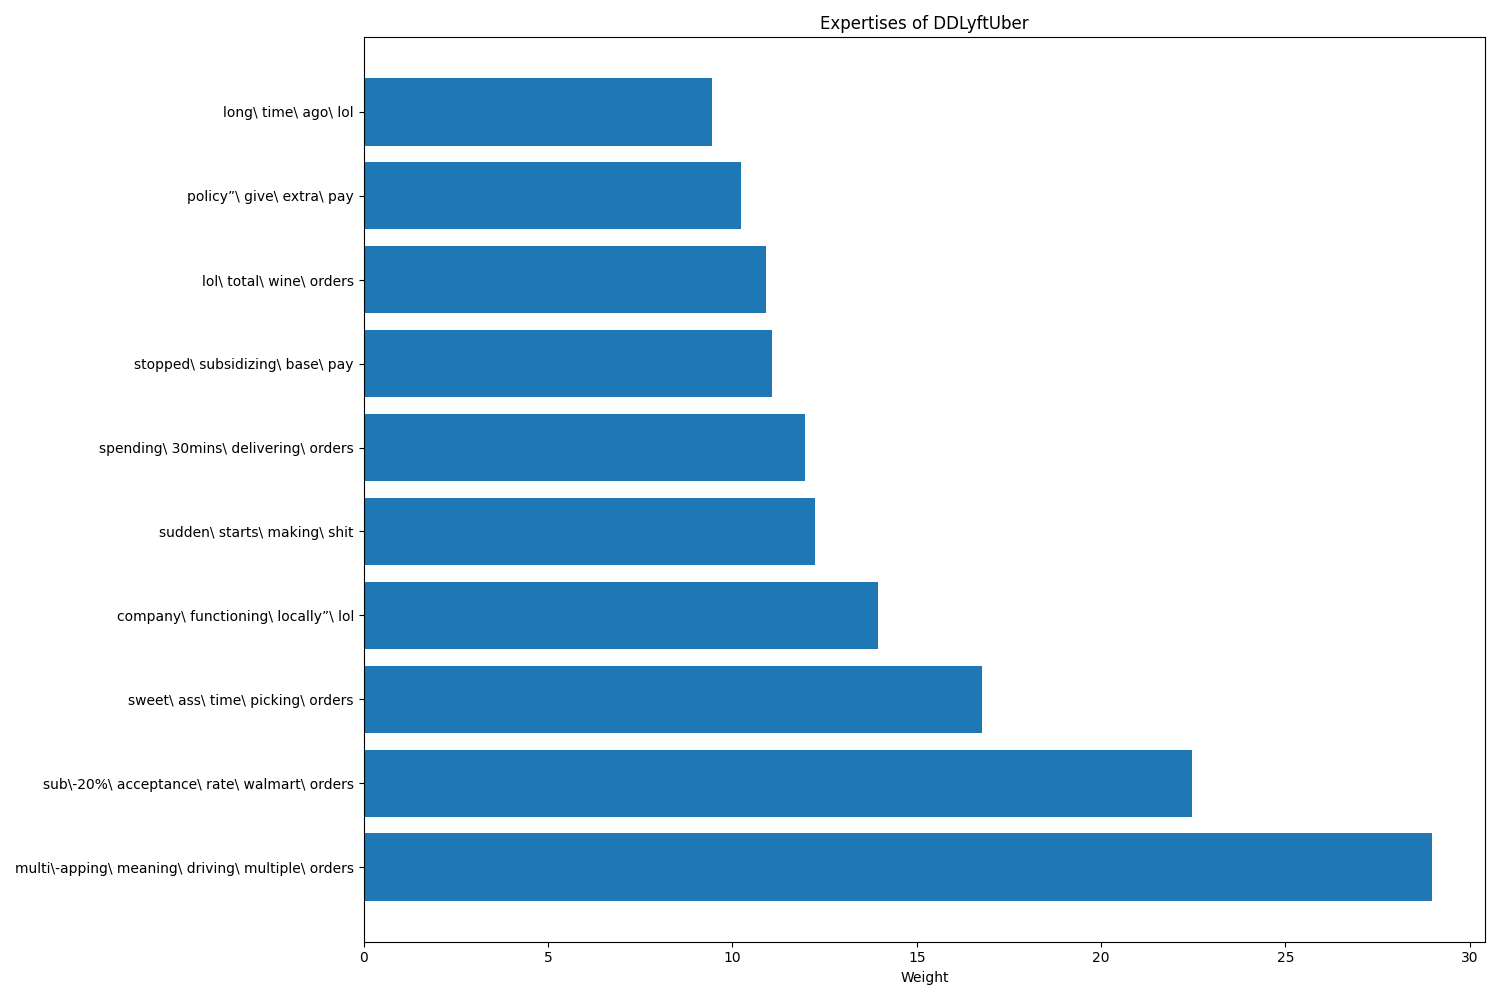 Expertises of DDLyftUber
long\ time\ ago\ lol
policy”\ give\ extra\ pay
lol\ total\ wine\ orders
stopped\ subsidizing\ base\ pay
spending\ 30mins\ delivering\ orders
sudden\ starts\ making\ shit
company\ functioning\ locally”\ lol
sweet\ ass\ time\ picking\ orders
sub\-20%\ acceptance\ rate\ walmart\ orders
multi\-apping\ meaning\ driving\ multiple\ orders
0 5 10 15 20 25 30
Weight